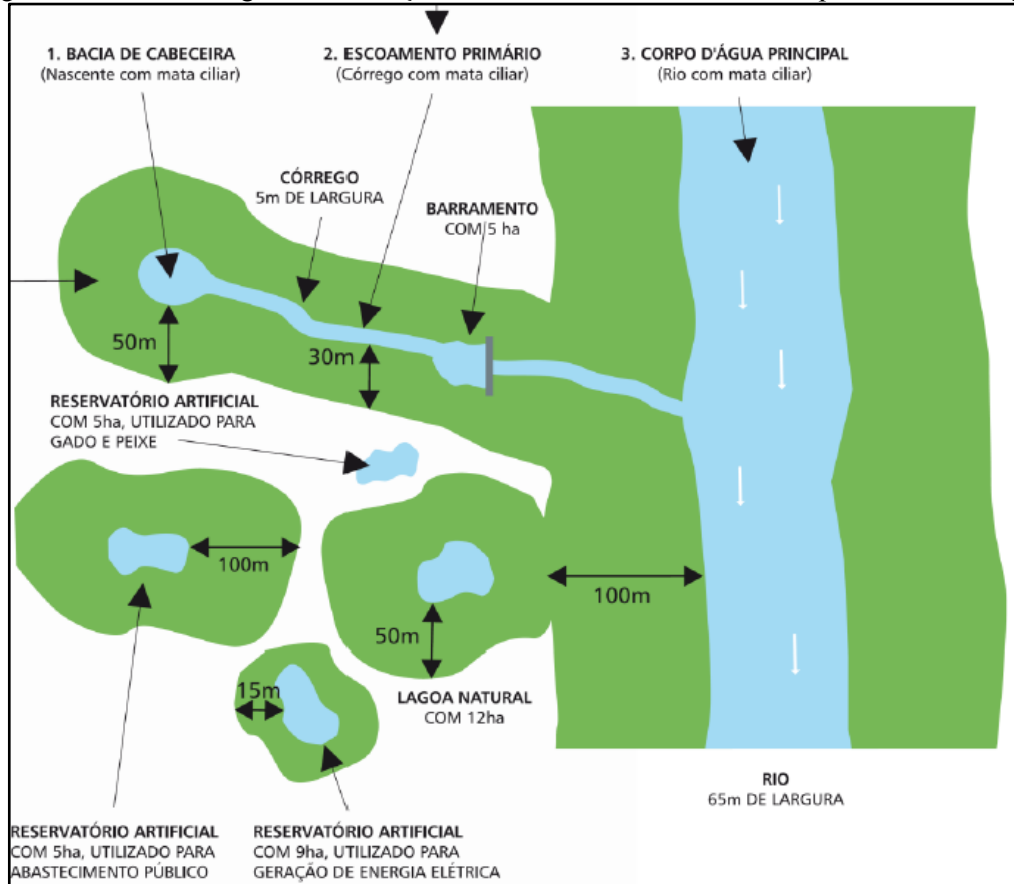 1. BACIA DE CABECEIRA
(Nascente com mata ciliar)
2. ESCOAMENTO PRIMÁRIO
(Córrego com mata ciliar)
3. CORPO D'ÁGUA PRINCIPAL
(Rio com mata ciliar)
CÓRREGO
5m DE LARGURA
BARRAMENTO
COM 5 ha
50m
30m
RESERVATÓRIO ARTIFICIAL
COM 5ha, UTILIZADO PARA
GADO E PEIXE
100m
100m
50m
15m
LAGOA NATURAL
COM 12ha
RIO
65m DE LARGURA
RESERVATÓRIO ARTIFICIAL
COM 5ha, UTILIZADO PARA
ABASTECIMENTO PÚBLICO
RESERVATÓRIO ARTIFICIAL
COM 9ha, UTILIZADO PARA
GERAÇÃO DE ENERGIA ELÉTRICA